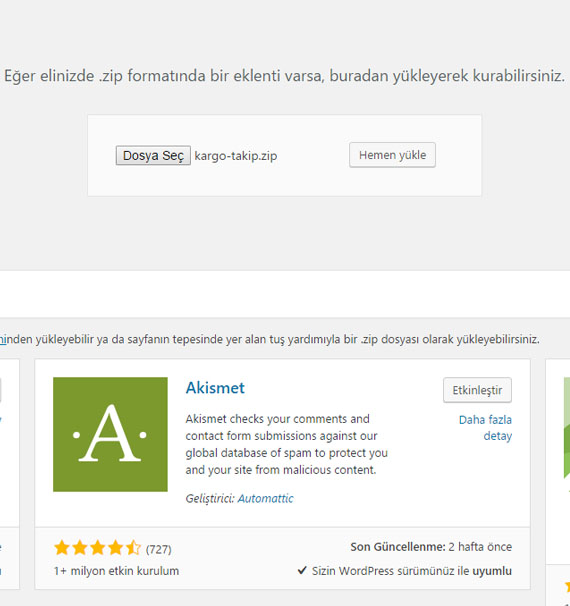 Eğer elinizde .zip formatında bir eklenti varsa, buradan yükleyerek kurabilirsiniz.
Dosya Seç kargo-takip.zip Hemen yükle
nden yükleyebilir ya da sayfanın tepesinde yer alan tuş yardımıyla bir .zip dosyası olarak yükleyebilirsiniz.
A
Akismet
Etkinleştir
Akismet checks your comments and
contact form submissions against our
global database of spam to protect you
and your site from malicious content.
Daha fazla
detay
Geliştirici: Automattic
(727)
Son Güncellenme: 2 hafta önce
1+ milyon etkin kurulum
Sizin WordPress sürümünüz ile uyumlu